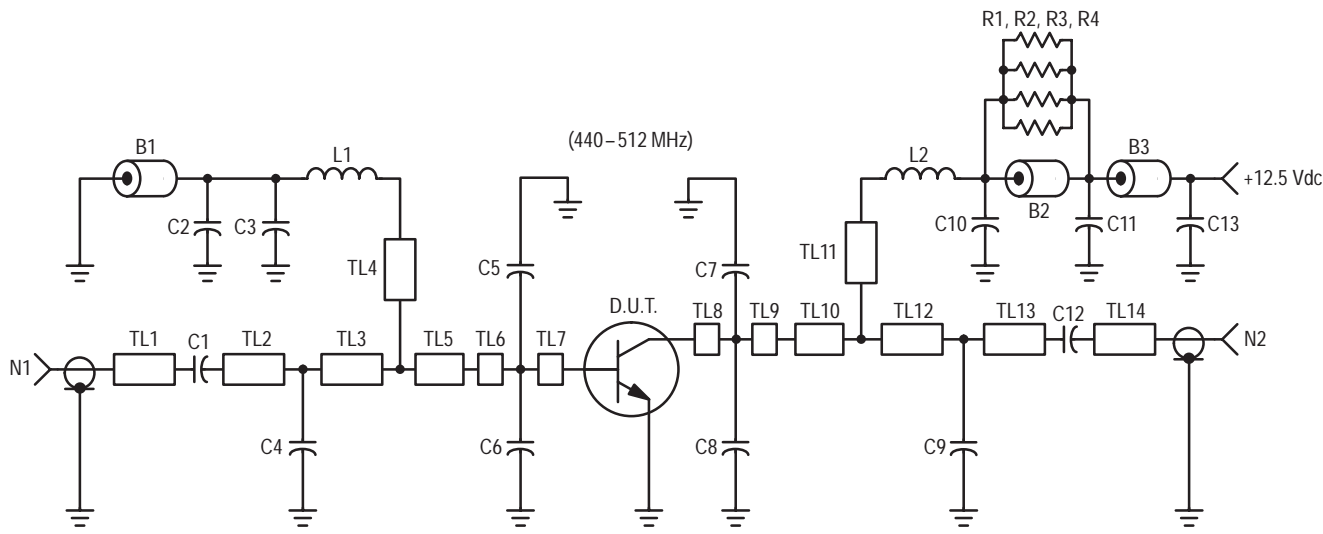 R1, R2, R3, R4
(440–512 MHz)
B1
L1
L2
B3
+12.5 Vdc
C2
C3
C10
B2
C11
C13
TL4
C5
C7
TL11
D.U.T.
TL8
TL9
TL10
TL12
TL13
C12
TL14
N2
TL1
C1
TL2
TL3
TL5
TL6
TL7
N1
C4
C6
C8
C9